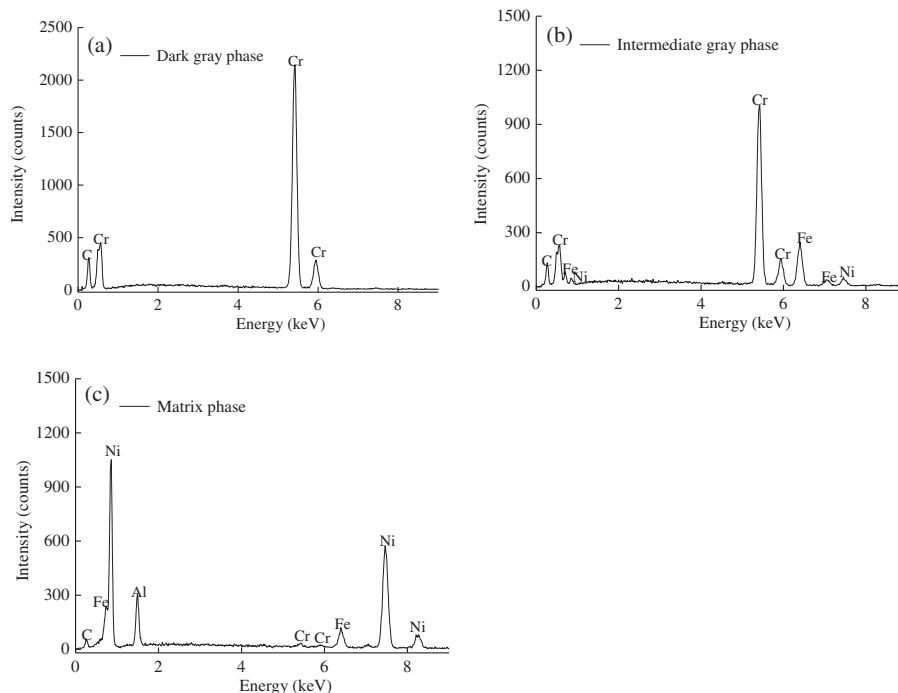 (a)
Dark gray phase
2500
2000
1500
1000
500
0
Intensity (counts)
C
Cr
Cr
Cr
0 2 4 6 8
Energy (keV)
(b)
Intermediate gray phase
1500
1200
900
600
300
0
Intensity (counts)
C
Cr
Fe
Ni
Cr
Cr
Fe
Fe
Ni
0 2 4 6 8
Energy (keV)
(c)
Matrix phase
1500
1200
900
600
300
0
Intensity (counts)
C
Fe
Ni
Al
Cr
Cr
Fe
Ni
Ni
0 2 4 6 8
Energy (keV)